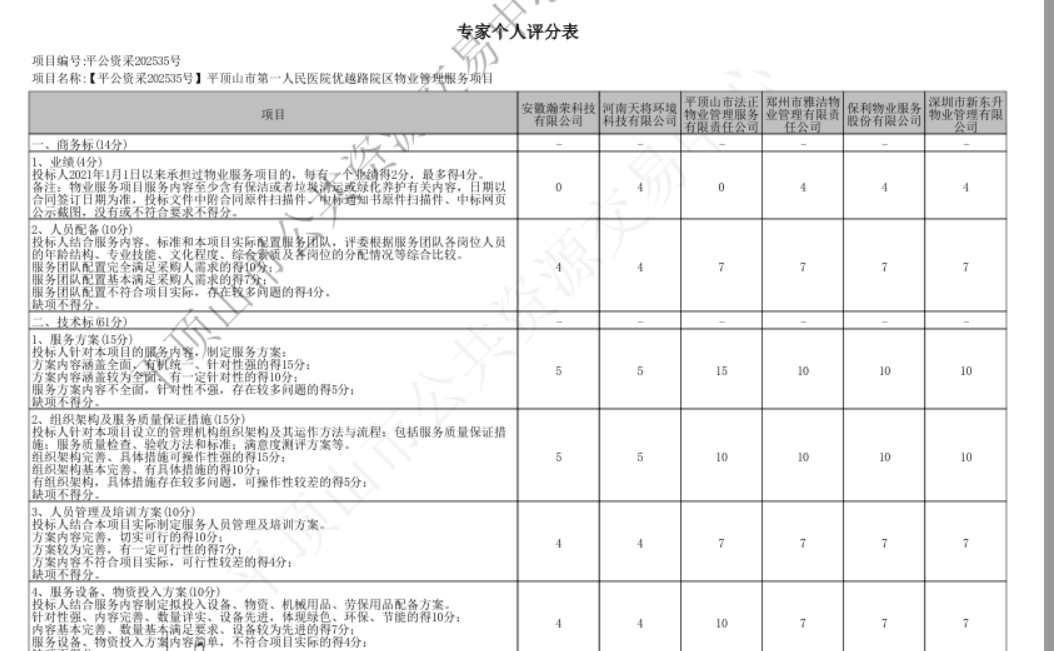 专家个人评分表
项目编号:平公资采202535号
项目名称:【平公资采202535号】平顶山市第一人民医院优越路院区物业管理服务项目
项目 安徽瀚荣科技有限公司 河南天将环境科技有限公司 平顶山市法正物业管理服务有限责任公司 郑州市雅洁物业管理有限责任公司 保利物业服务股份有限公司 深圳市新东升物业管理有限公司
一、商务标(14分) – – – – – –
1、业绩(4分)
投标人2021年1月1日以来承担过物业服务项目的，每有一个业绩得2分，最多得4分。
备注：物业服务项目服务内容至少含有保洁或者垃圾清运或绿化养护有关内容，日期以
合同签订日期为准，投标文件中附合同原件扫描件、中标通知书原件扫描件、中标网页
公示截图，没有或不符合要求不得分。
0 4 0 4 4 4
2、人员配备(10分)
投标人结合服务内容、标准和本项目实际配置服务团队，评委根据服务团队各岗位人员
的年龄结构、专业技能、文化程度、综合素质及各岗位的分配情况等综合比较。
服务团队配置完全满足采购人需求的得10分；
服务团队配置基本满足采购人需求的得7分；
服务团队配置不符合项目实际，存在较多问题的得4分。
缺项不得分。
4 4 7 7 7 7
二、技术标(61分) – – – – – –
1、服务方案(15分)
投标人针对本项目的服务内容，制定服务方案：
方案内容涵盖全面，有机统一、针对性强的得15分；
方案内容涵盖较为全面，有一定针对性的得10分；
服务方案内容不全面，针对性不强，存在较多问题的得5分；
缺项不得分。
5 5 15 10 10 10
2、组织架构及服务质量保证措施(15分)
投标人针对本项目设立的管理机构组织架构及其运作方法与流程；包括服务质量保证措
施；服务质量检查、验收方法和标准；满意度测评方案等。
组织架构完善、具体措施可操作性强的得15分；
组织架构基本完善、有具体措施的得10分；
有组织架构，具体措施存在较多问题，可操作性较差的得5分；
缺项不得分。
5 5 10 10 10 10
3、人员管理及培训方案(10分)
投标人结合本项目实际制定服务人员管理及培训方案。
方案内容完善，切实可行的得10分；
方案较为完善，有一定可行性的得7分；
方案内容不符合项目实际，可行性较差的得4分；
缺项不得分。
4 4 7 7 7 7
4、服务设备、物资投入方案(10分)
投标人结合服务内容制定拟投入设备、物资、机械用品、劳保用品配备方案。
针对性强、内容完善、数量详实、设备先进，体现绿色、环保、节能的得10分；
内容基本完善、数量基本满足要求、设备较为先进的得7分；
服务设备、物资投入方案内容简单，不符合项目实际的得4分；
4 4 10 7 7 7
平顶山市公共资源交易中心
平顶山市公共资源交易中心